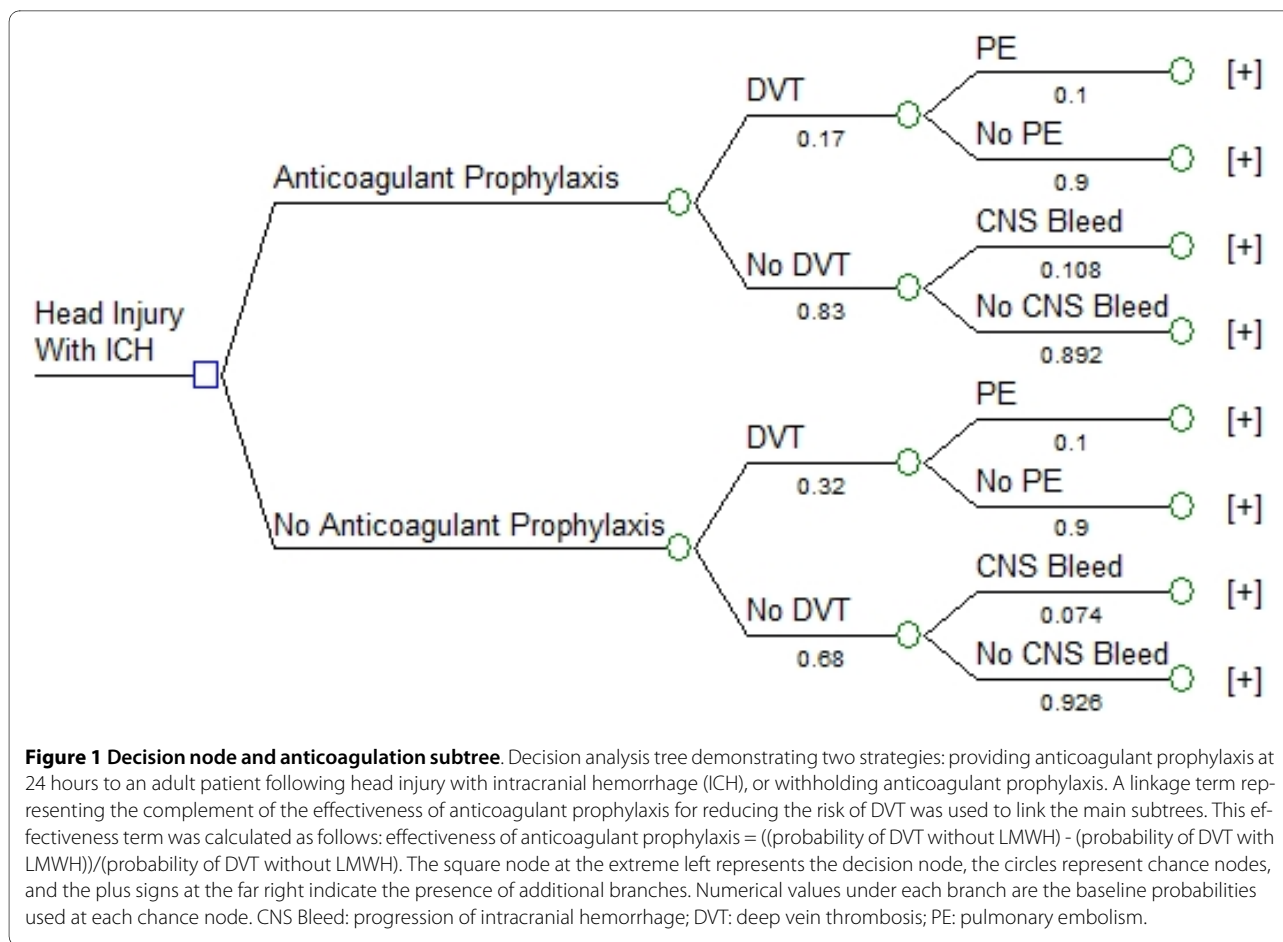 PE
0.1
[+]
DVT
0.17
No PE
0.9
[+]
Anticoagulant Prophylaxis
CNS Bleed
0.108
[+]
No DVT
0.83
No CNS Bleed
0.892
[+]
Head Injury
With ICH
PE
0.1
[+]
DVT
0.32
No PE
0.9
[+]
No Anticoagulant Prophylaxis
CNS Bleed
0.074
[+]
No DVT
0.68
No CNS Bleed
0.926
[+]
Figure 1 Decision node and anticoagulation subtree. Decision analysis tree demonstrating two strategies: providing anticoagulant prophylaxis at
24 hours to an adult patient following head injury with intracranial hemorrhage (ICH), or withholding anticoagulant prophylaxis. A linkage term rep-
resenting the complement of the effectiveness of anticoagulant prophylaxis for reducing the risk of DVT was used to link the main subtrees. This ef-
fectiveness term was calculated as follows: effectiveness of anticoagulant prophylaxis = ((probability of DVT without LMWH) - (probability of DVT with
LMWH))/(probability of DVT without LMWH). The square node at the extreme left represents the decision node, the circles represent chance nodes,
and the plus signs at the far right indicate the presence of additional branches. Numerical values under each branch are the baseline probabilities
used at each chance node. CNS Bleed: progression of intracranial hemorrhage; DVT: deep vein thrombosis; PE: pulmonary embolism.